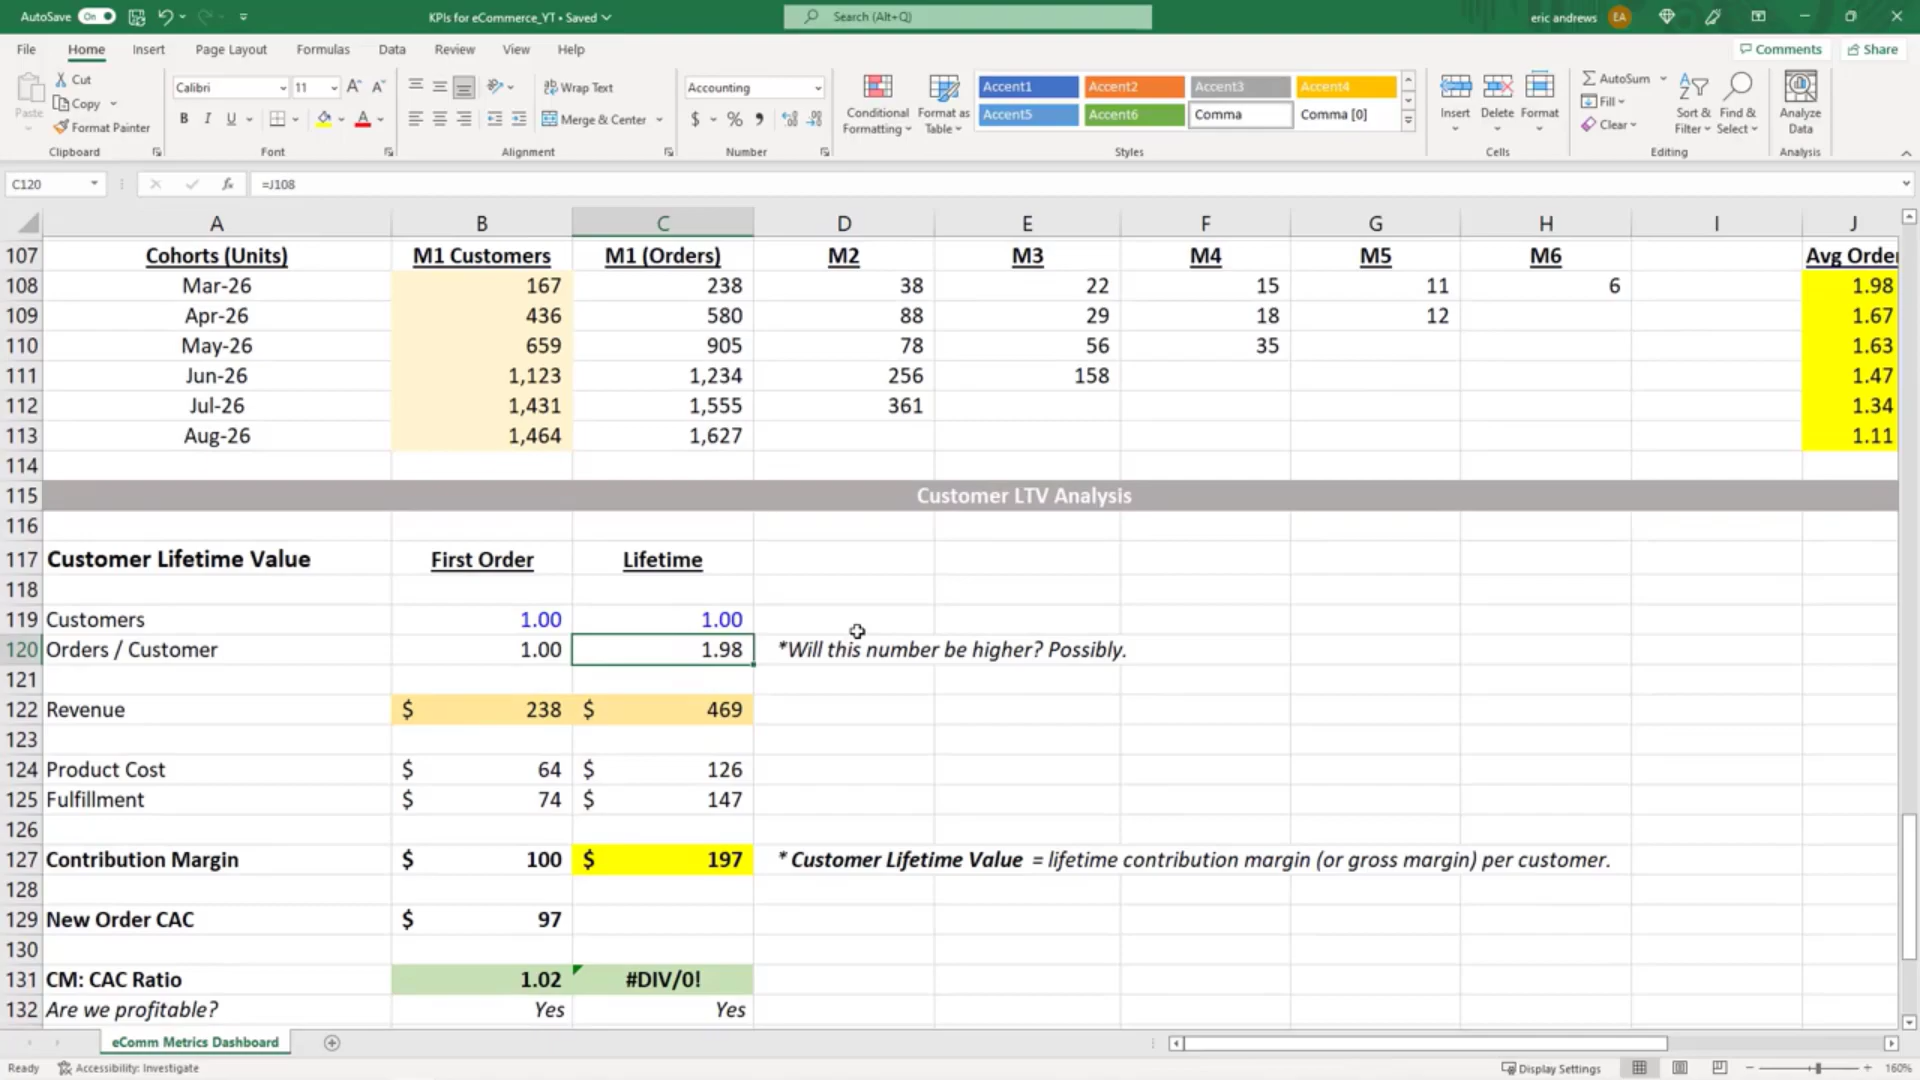 AutoSave On KPIs for eCommerce_YT • Saved Search (Alt+Q) eric andrews EA
File Home Insert Page Layout Formulas Data Review View Help Comments Share
Paste Cut Copy Format Painter Clipboard
Calibri 11 A A B I U A Font
Wrap Text Merge & Center Alignment
Accounting $ % , Number
Conditional Formatting Format as Table
Accent1 Accent2 Accent3 Accent4
Accent5 Accent6 Comma Comma [0]
Styles
Insert Delete Format Cells
AutoSum Fill Clear Sort & Filter Find & Select Editing
Analyze Data Analysis
C120 fx =J108
A B C D E F G H I J
107 Cohorts (Units) M1 Customers M1 (Orders) M2 M3 M4 M5 M6 Avg Order
108 Mar-26 167 238 38 22 15 11 6 1.98
109 Apr-26 436 580 88 29 18 12 1.67
110 May-26 659 905 78 56 35 1.63
111 Jun-26 1,123 1,234 256 158 1.47
112 Jul-26 1,431 1,555 361 1.34
113 Aug-26 1,464 1,627 1.11
114
115 Customer LTV Analysis
116
117 Customer Lifetime Value First Order Lifetime
118
119 Customers 1.00 1.00
120 Orders / Customer 1.00 1.98 *Will this number be higher? Possibly.
121
122 Revenue $ 238 $ 469
123
124 Product Cost $ 64 $ 126
125 Fulfillment $ 74 $ 147
126
127 Contribution Margin $ 100 $ 197 * Customer Lifetime Value = lifetime contribution margin (or gross margin) per customer.
128
129 New Order CAC $ 97
130
131 CM: CAC Ratio 1.02 #DIV/0!
132 Are we profitable? Yes Yes
eComm Metrics Dashboard
Ready Accessibility: Investigate Display Settings 160%